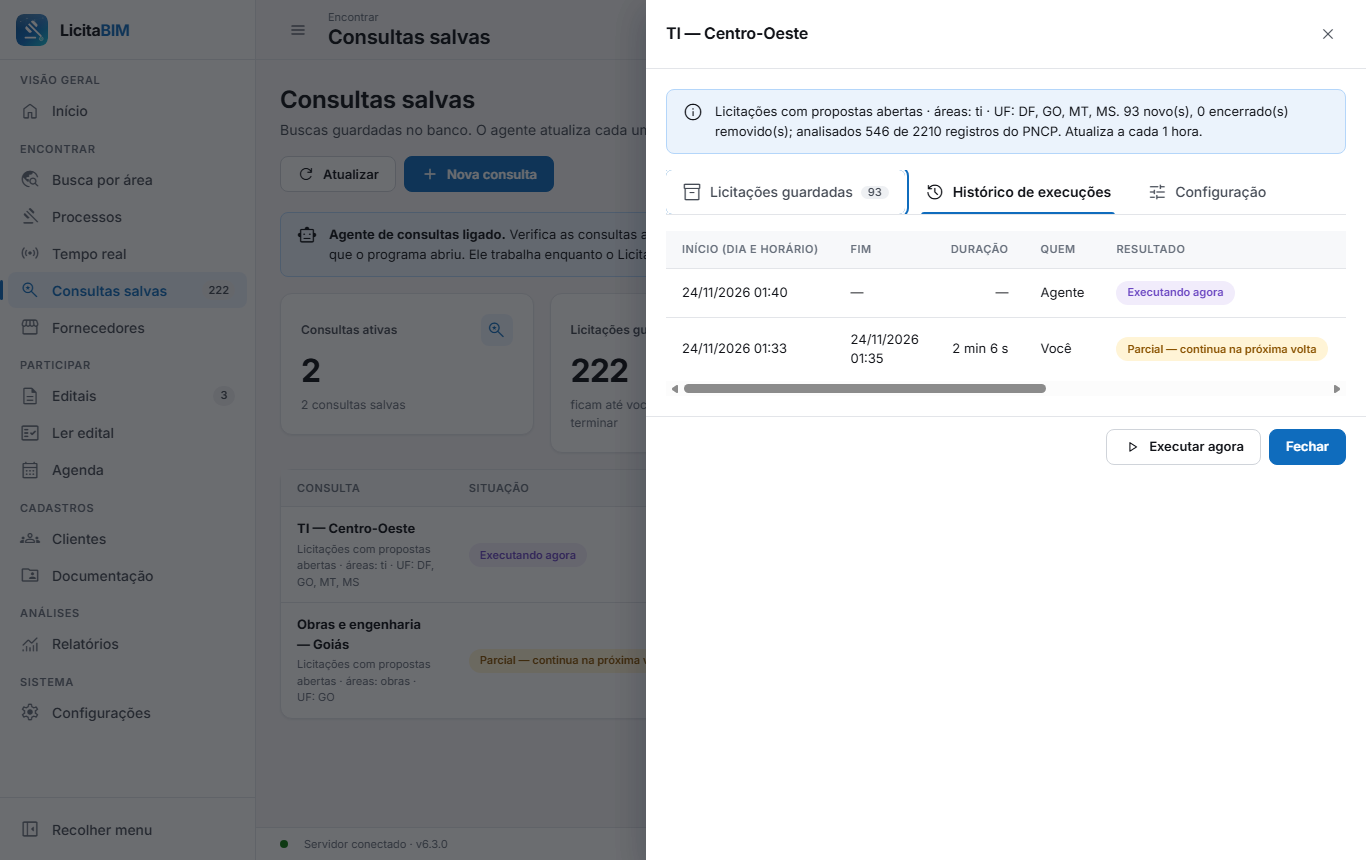 LicitaBIM
VISÃO GERAL
Início
ENCONTRAR
Busca por área
Processos
Tempo real
Consultas salvas 222
Fornecedores
PARTICIPAR
Editais 3
Ler edital
Agenda
CADASTROS
Clientes
Documentação
ANÁLISES
Relatórios
SISTEMA
Configurações
Recolher menu
Encontrar
Consultas salvas
Consultas salvas
Buscas guardadas no banco. O agente atualiza cada um
Atualizar
Nova consulta
Agente de consultas ligado. Verifica as consultas a
que o programa abriu. Ele trabalha enquanto o Licita
Consultas ativas
2
2 consultas salvas
Licitações gu
222
ficam até você
terminar
CONSULTA SITUAÇÃO
TI — Centro-Oeste
Licitações com propostas
abertas · áreas: ti · UF: DF,
GO, MT, MS
Executando agora
Obras e engenharia
— Goiás
Licitações com propostas
abertas · áreas: obras ·
UF: GO
Parcial — continua na próxima v
Servidor conectado · v6.3.0
TI — Centro-Oeste
Licitações com propostas abertas · áreas: ti · UF: DF, GO, MT, MS. 93 novo(s), 0 encerrado(s)
removido(s); analisados 546 de 2210 registros do PNCP. Atualiza a cada 1 hora.
Licitações guardadas 93
Histórico de execuções
Configuração
INÍCIO (DIA E HORÁRIO) FIM DURAÇÃO QUEM RESULTADO
24/11/2026 01:40 — — Agente Executando agora
24/11/2026 01:33 24/11/2026 01:35 2 min 6 s Você Parcial — continua na próxima volta
Executar agora
Fechar